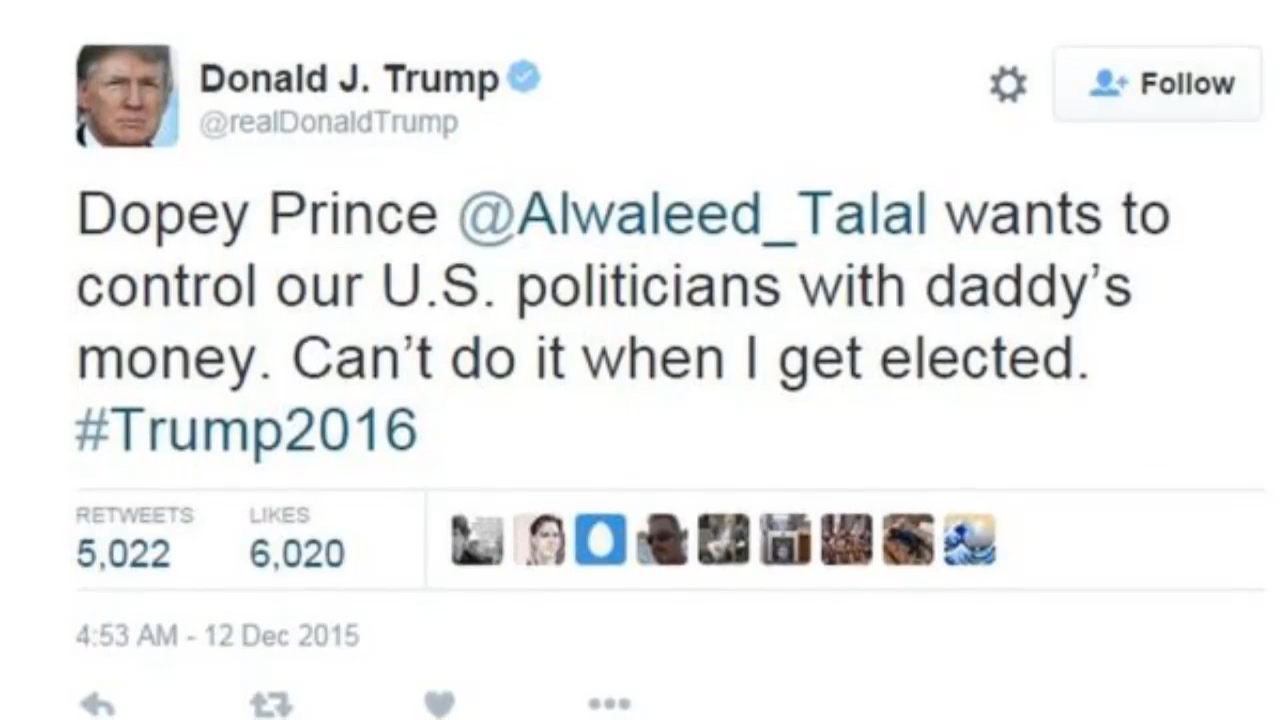 Donald J. Trump
@realDonaldTrump
Follow
Dopey Prince @Alwaleed_Talal wants to
control our U.S. politicians with daddy’s
money. Can’t do it when I get elected.
#Trump2016
RETWEETS LIKES
5,022 6,020
4:53 AM - 12 Dec 2015